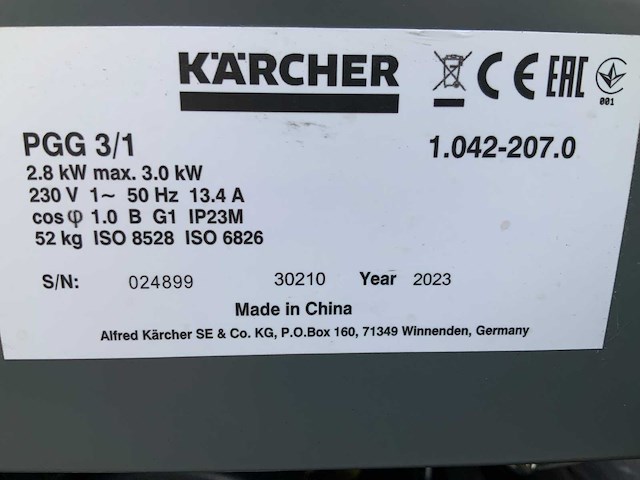 KÄRCHER CE EAC
001
PGG 3/1 1.042-207.0
2.8 kW max. 3.0 kW
230 V 1~ 50 Hz 13.4 A
cos φ 1.0 B G1 IP23M
52 kg ISO 8528 ISO 6826
S/N: 024899 30210 Year 2023
Made in China
Alfred Kärcher SE & Co. KG, P.O.Box 160, 71349 Winnenden, Germany